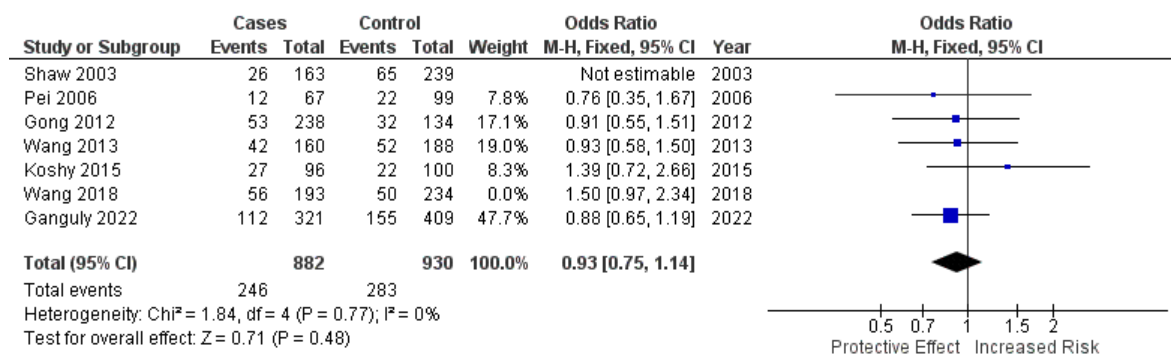 Cases Control Odds Ratio Odds Ratio
Study or Subgroup Events Total Events Total Weight M-H, Fixed, 95% CI Year M-H, Fixed, 95% CI
Shaw 2003 26 163 65 239 Not estimable 2003
Pei 2006 12 67 22 99 7.8% 0.76 [0.35, 1.67] 2006
Gong 2012 53 238 32 134 17.1% 0.91 [0.55, 1.51] 2012
Wang 2013 42 160 52 188 19.0% 0.93 [0.58, 1.50] 2013
Koshy 2015 27 96 22 100 8.3% 1.39 [0.72, 2.66] 2015
Wang 2018 56 193 50 234 0.0% 1.50 [0.97, 2.34] 2018
Ganguly 2022 112 321 155 409 47.7% 0.88 [0.65, 1.19] 2022
Total (95% CI) 882 930 100.0% 0.93 [0.75, 1.14]
Total events 246 283
Heterogeneity: Chi² = 1.84, df = 4 (P = 0.77); I² = 0%
Test for overall effect: Z = 0.71 (P = 0.48)
0.5 0.7 1 1.5 2
Protective Effect Increased Risk